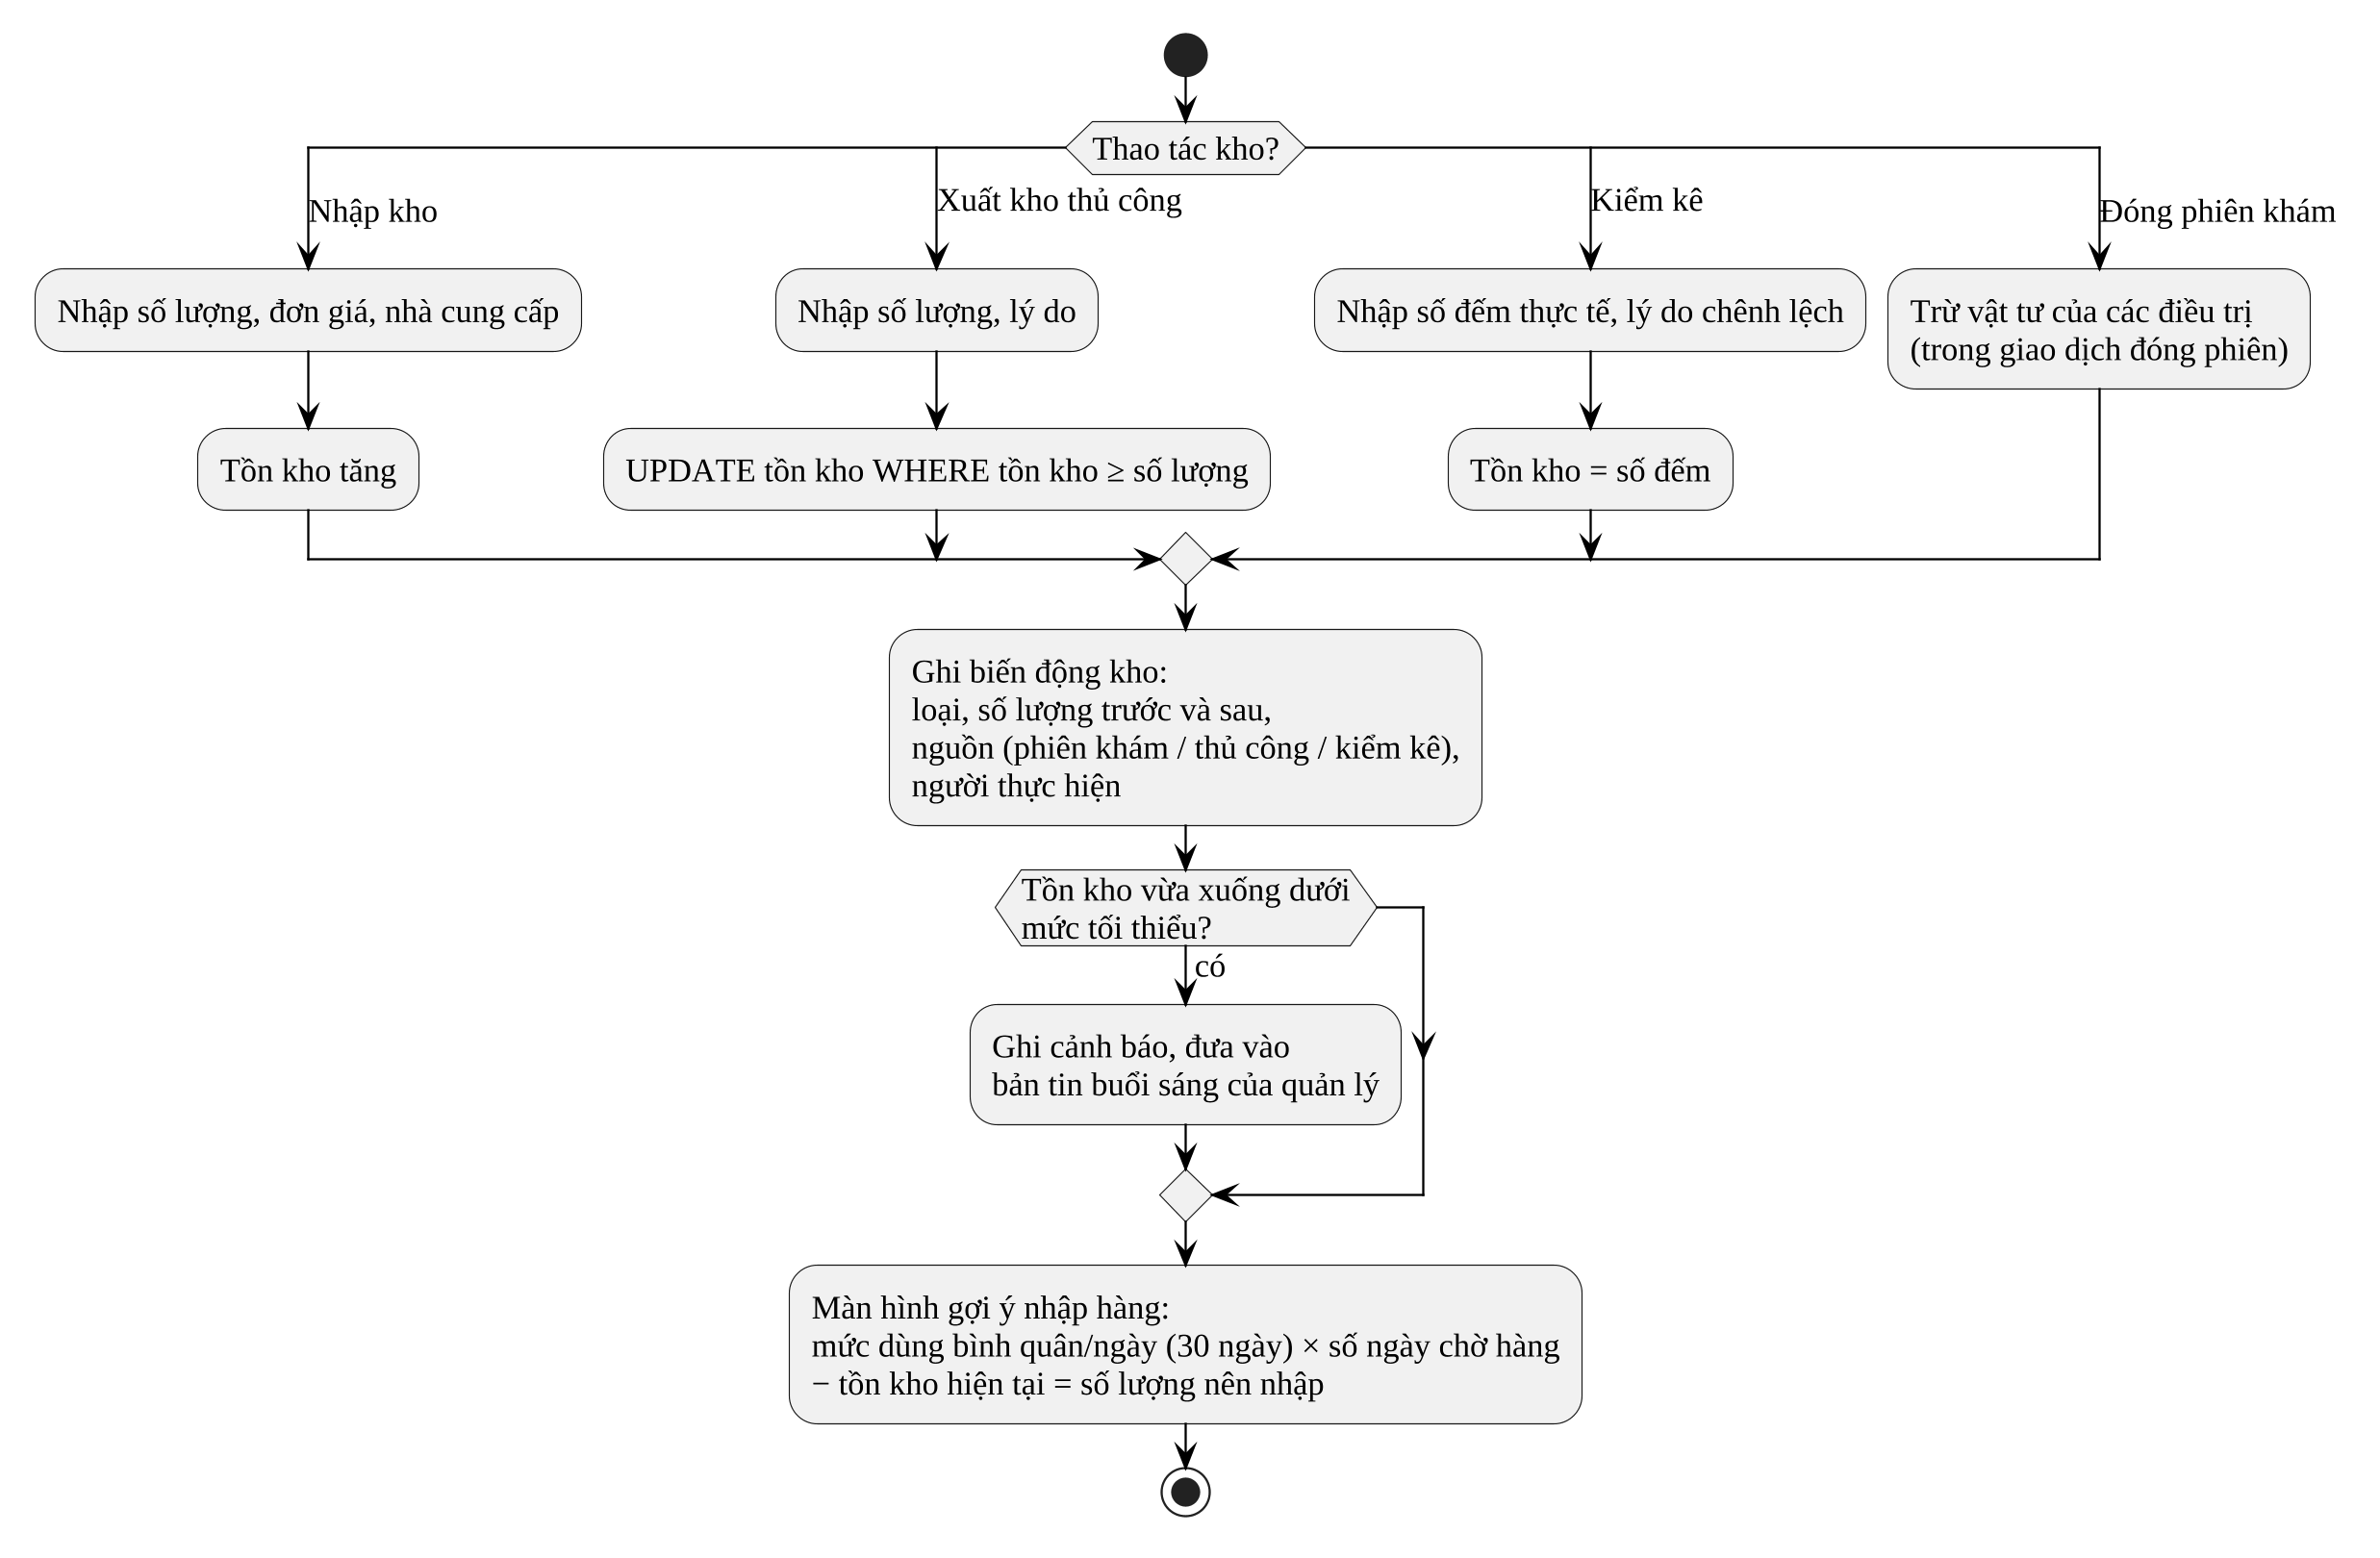 Thao tác kho?
Nhập kho
Xuất kho thủ công
Kiểm kê
Đóng phiên khám
Nhập số lượng, đơn giá, nhà cung cấp
Nhập số lượng, lý do
Nhập số đếm thực tế, lý do chênh lệch
Trừ vật tư của các điều trị
(trong giao dịch đóng phiên)
Tồn kho tăng
UPDATE tồn kho WHERE tồn kho ≥ số lượng
Tồn kho = số đếm
Ghi biến động kho:
loại, số lượng trước và sau,
nguồn (phiên khám / thủ công / kiểm kê),
người thực hiện
Tồn kho vừa xuống dưới
mức tối thiểu?
có
Ghi cảnh báo, đưa vào
bản tin buổi sáng của quản lý
Màn hình gợi ý nhập hàng:
mức dùng bình quân/ngày (30 ngày) × số ngày chờ hàng
− tồn kho hiện tại = số lượng nên nhập